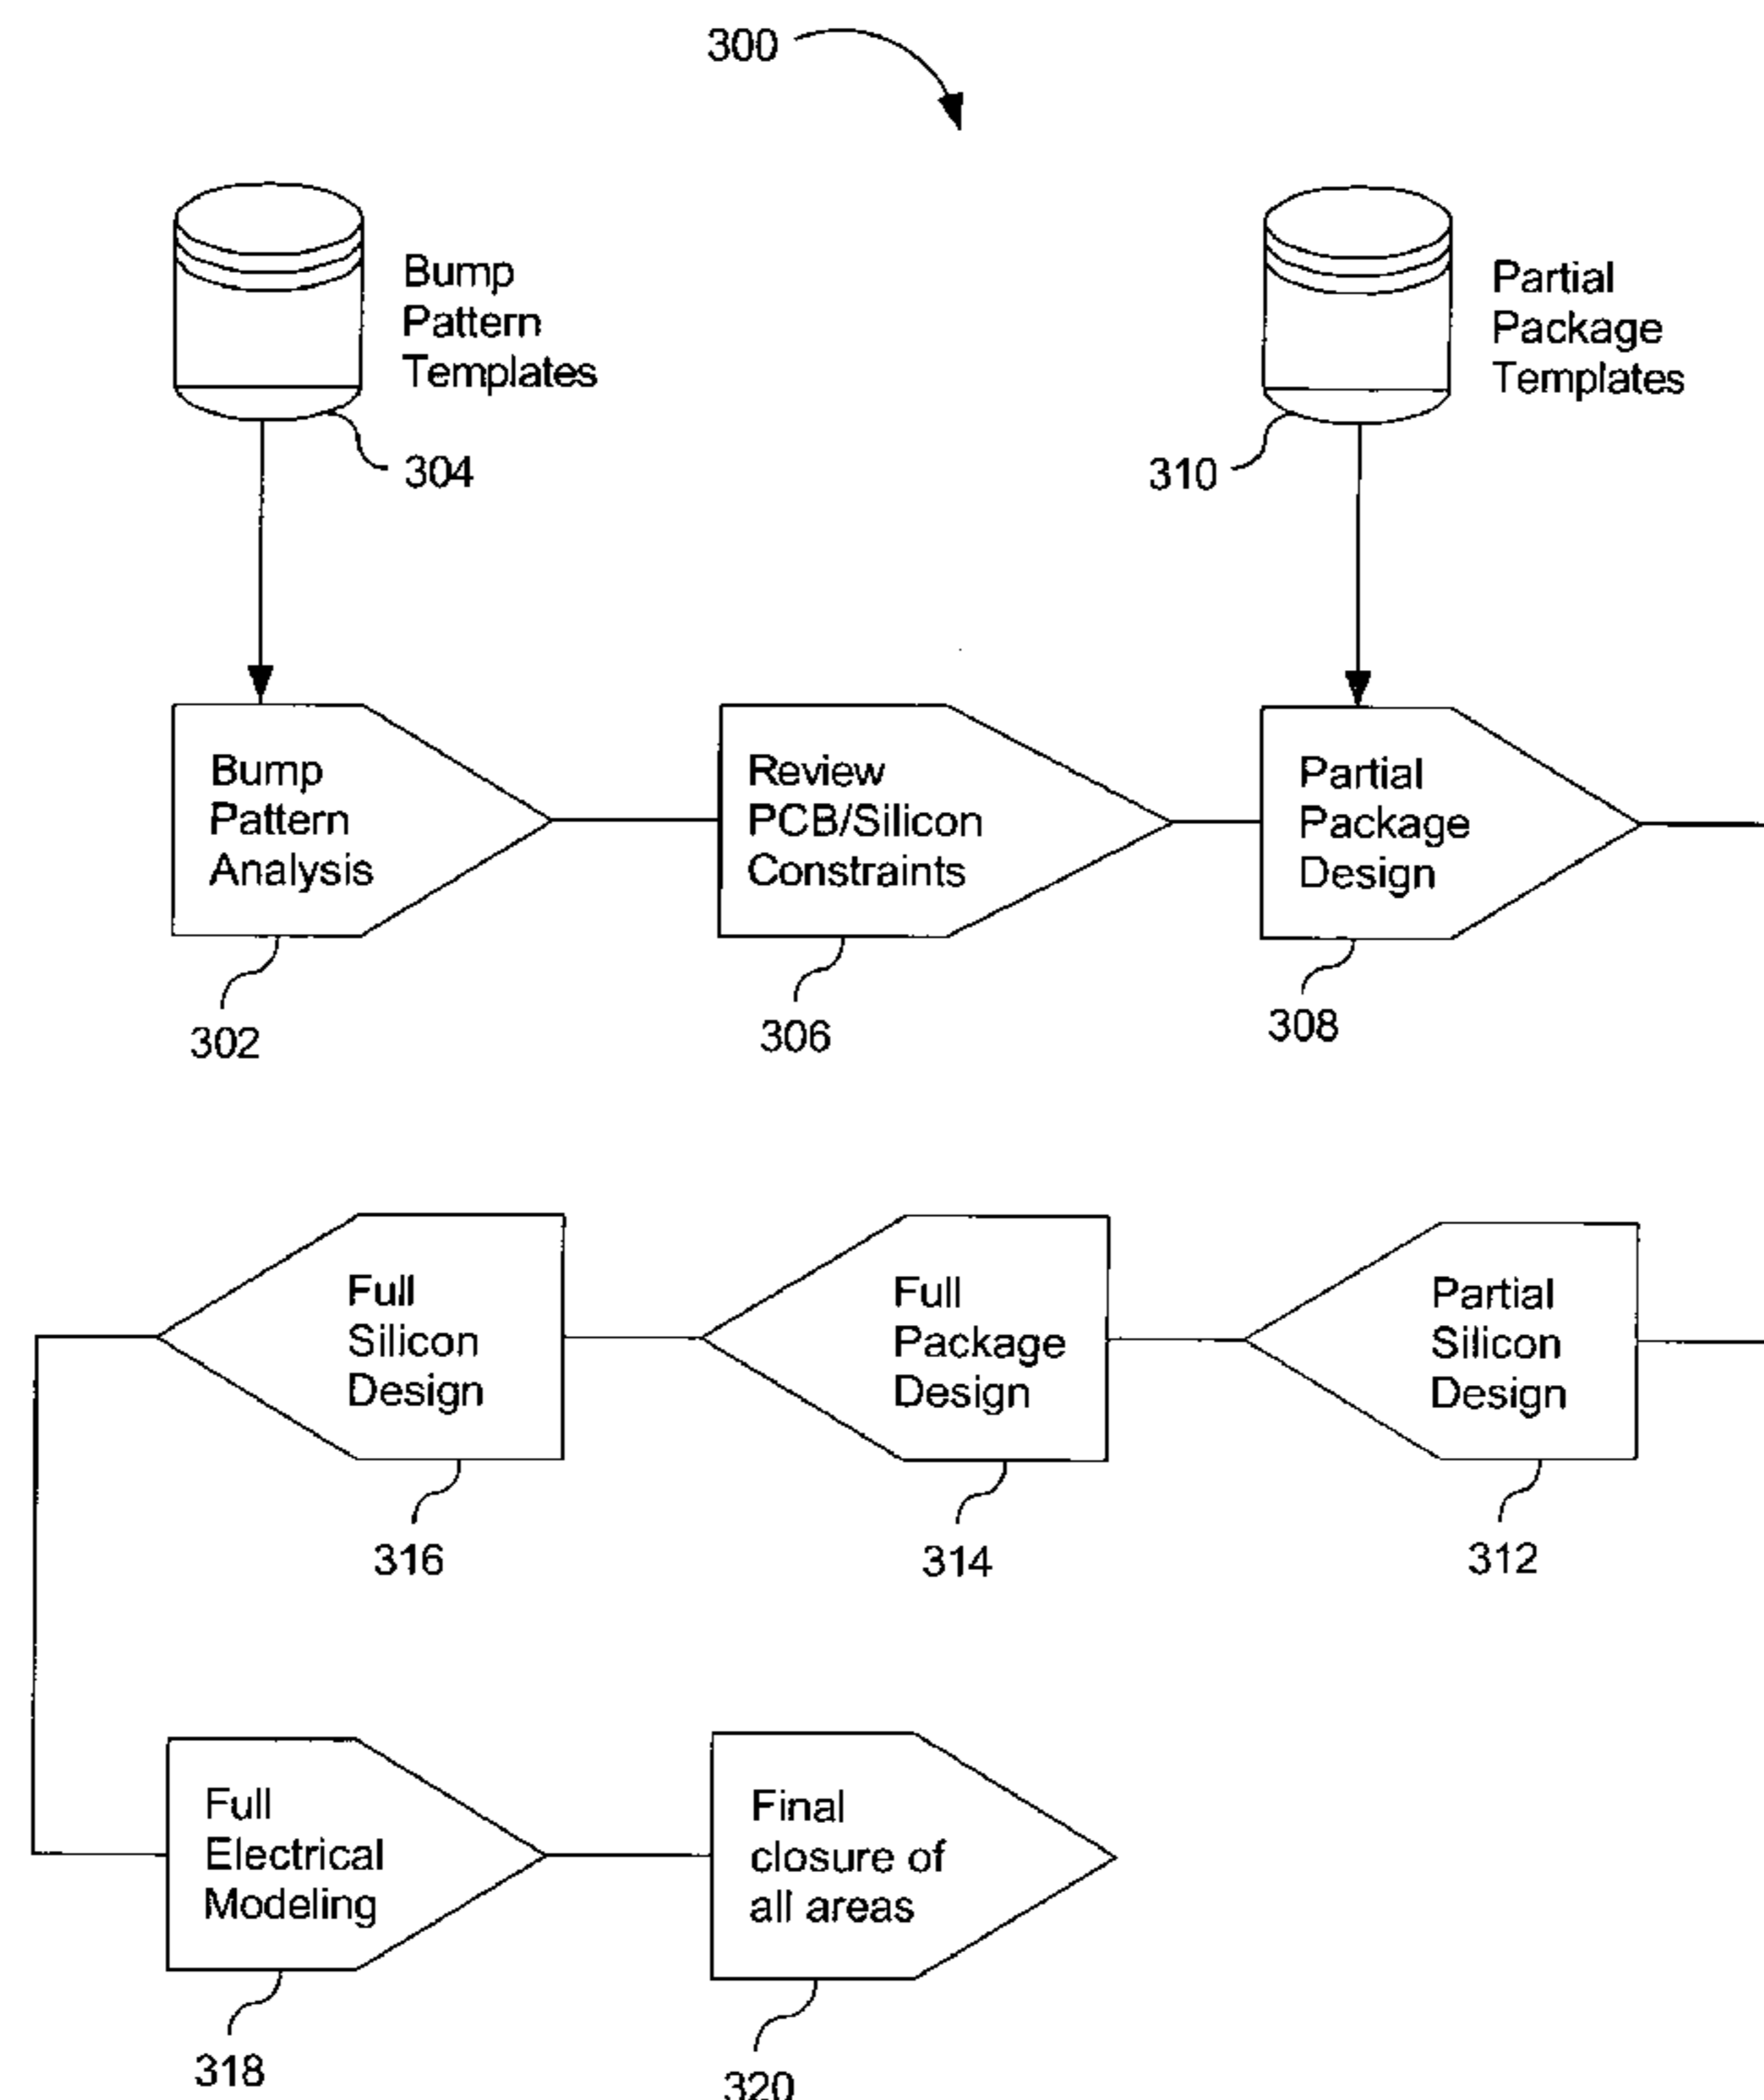 300
Bump
Pattern
Templates
304
Partial
Package
Templates
310
Bump
Pattern
Analysis
302
Review
PCB/Silicon
Constraints
306
Partial
Package
Design
308
Full
Silicon
Design
316
Full
Package
Design
314
Partial
Silicon
Design
312
Full
Electrical
Modeling
318
Final
closure of
all areas
320